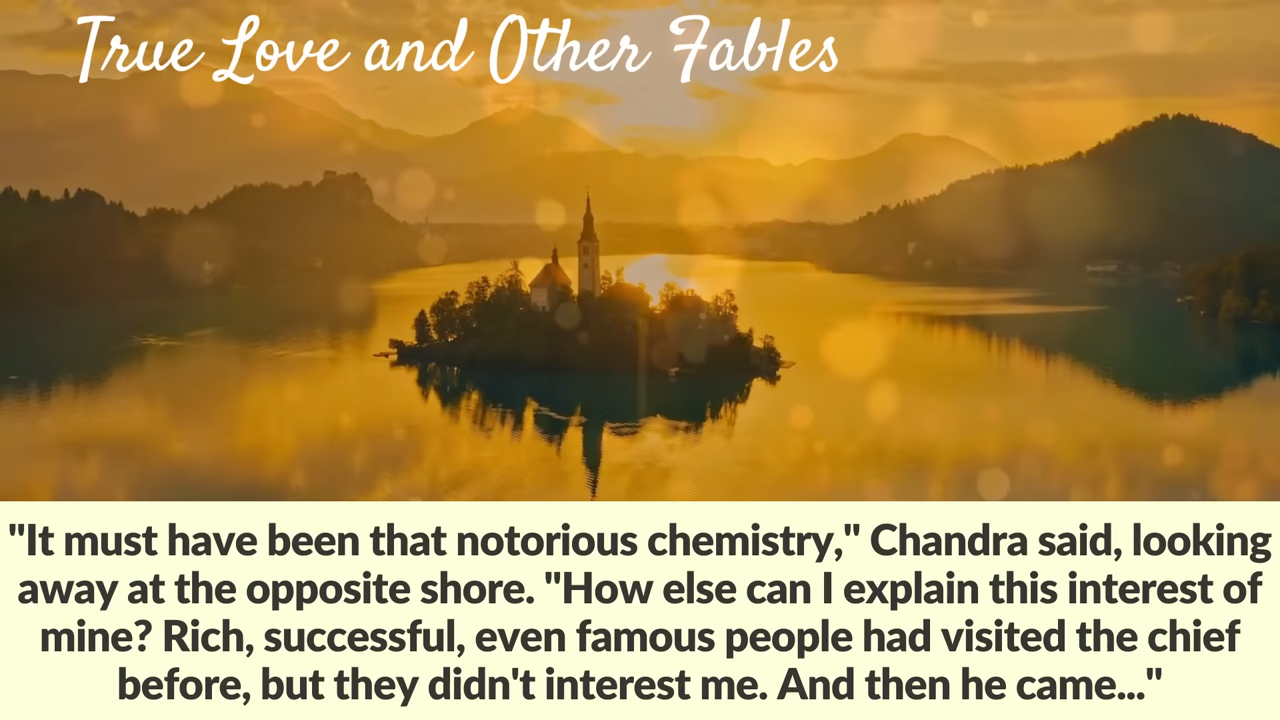 True Love and Other Fables
"It must have been that notorious chemistry," Chandra said, looking
away at the opposite shore. "How else can I explain this interest of
mine? Rich, successful, even famous people had visited the chief
before, but they didn't interest me. And then he came..."